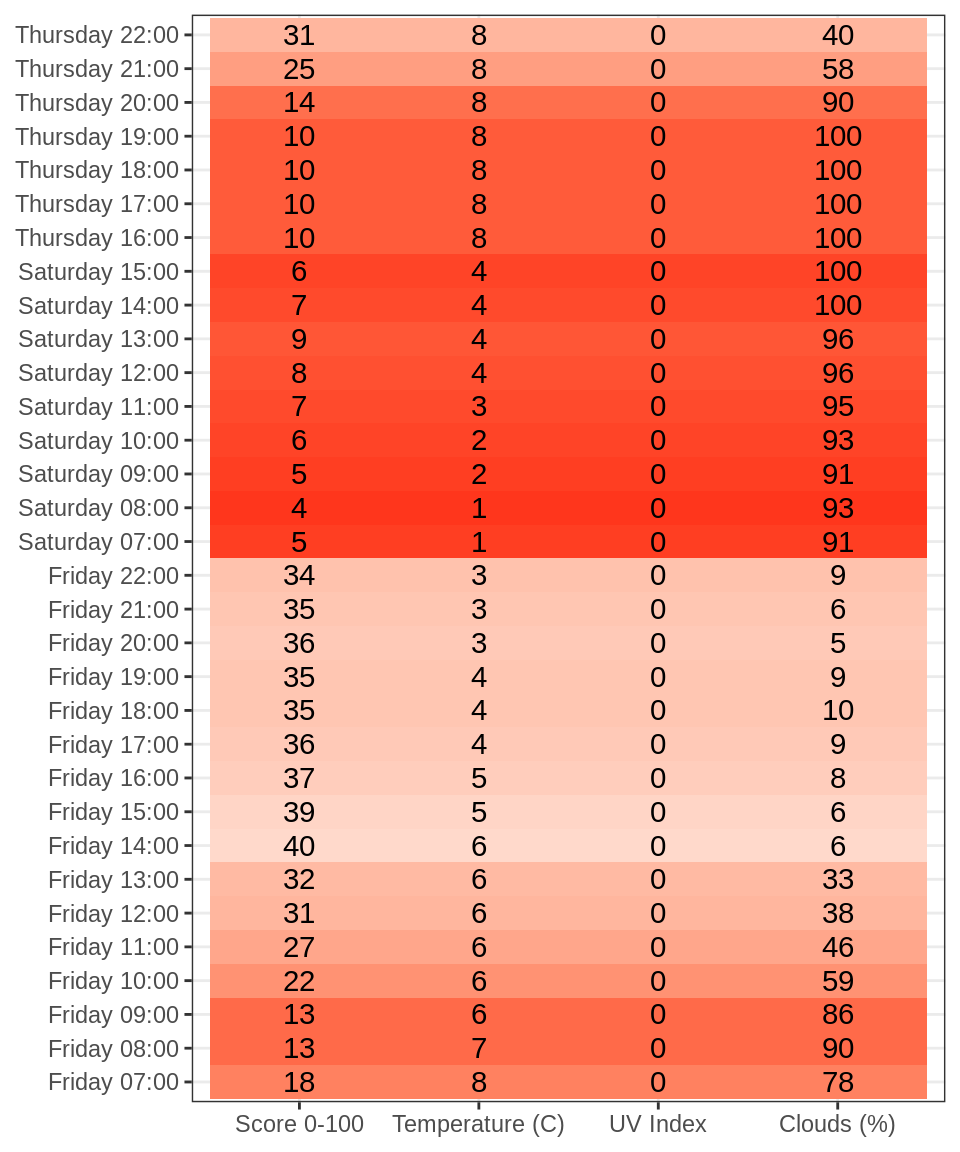 Thursday 22:00 31 8 0 40
Thursday 21:00 25 8 0 58
Thursday 20:00 14 8 0 90
Thursday 19:00 10 8 0 100
Thursday 18:00 10 8 0 100
Thursday 17:00 10 8 0 100
Thursday 16:00 10 8 0 100
Saturday 15:00 6 4 0 100
Saturday 14:00 7 4 0 100
Saturday 13:00 9 4 0 96
Saturday 12:00 8 4 0 96
Saturday 11:00 7 3 0 95
Saturday 10:00 6 2 0 93
Saturday 09:00 5 2 0 91
Saturday 08:00 4 1 0 93
Saturday 07:00 5 1 0 91
Friday 22:00 34 3 0 9
Friday 21:00 35 3 0 6
Friday 20:00 36 3 0 5
Friday 19:00 35 4 0 9
Friday 18:00 35 4 0 10
Friday 17:00 36 4 0 9
Friday 16:00 37 5 0 8
Friday 15:00 39 5 0 6
Friday 14:00 40 6 0 6
Friday 13:00 32 6 0 33
Friday 12:00 31 6 0 38
Friday 11:00 27 6 0 46
Friday 10:00 22 6 0 59
Friday 09:00 13 6 0 86
Friday 08:00 13 7 0 90
Friday 07:00 18 8 0 78
Score 0-100 Temperature (C) UV Index Clouds (%)